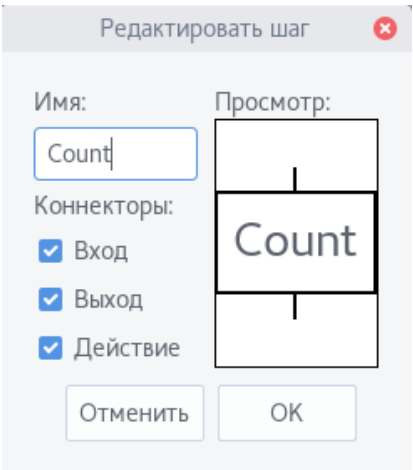 Редактировать шаг
Имя:
Просмотр:
Count
Count
Коннекторы:
Вход
Выход
Действие
Отменить
OK